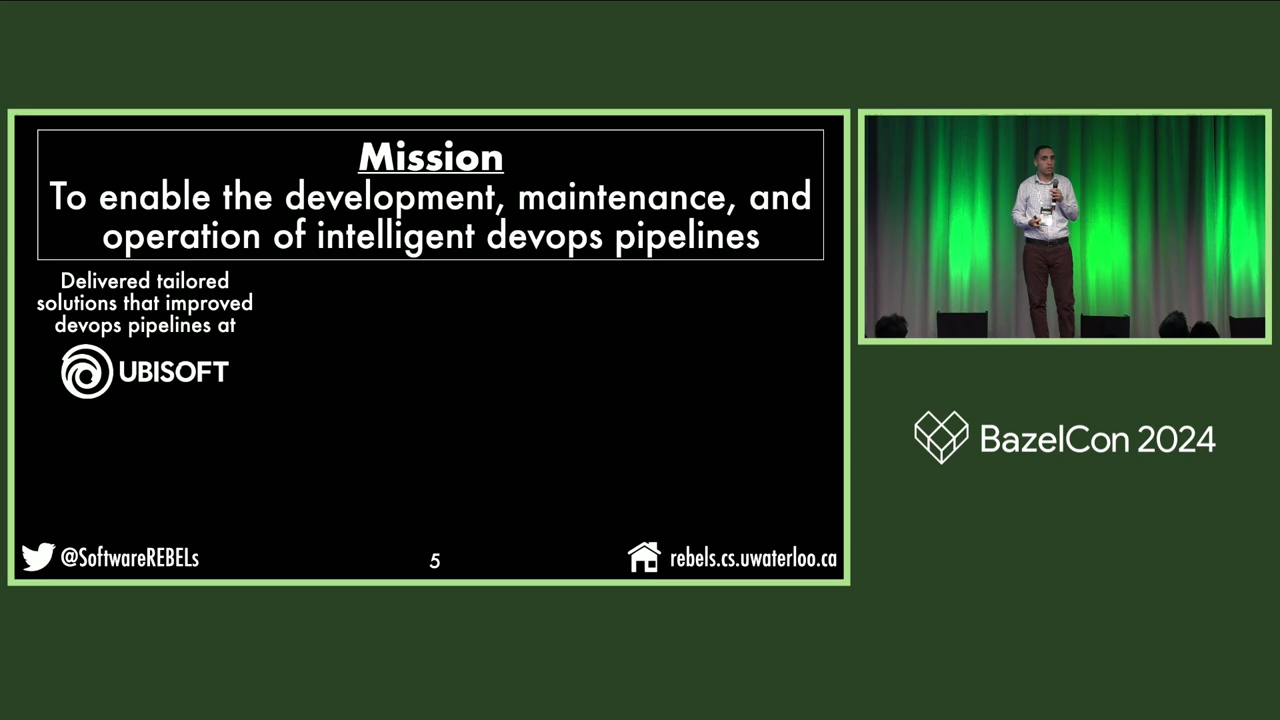 Mission
To enable the development, maintenance, and
operation of intelligent devops pipelines
Delivered tailored
solutions that improved
devops pipelines at
UBISOFT
@SoftwareREBELs
5
rebels.cs.uwaterloo.ca
BazelCon 2024